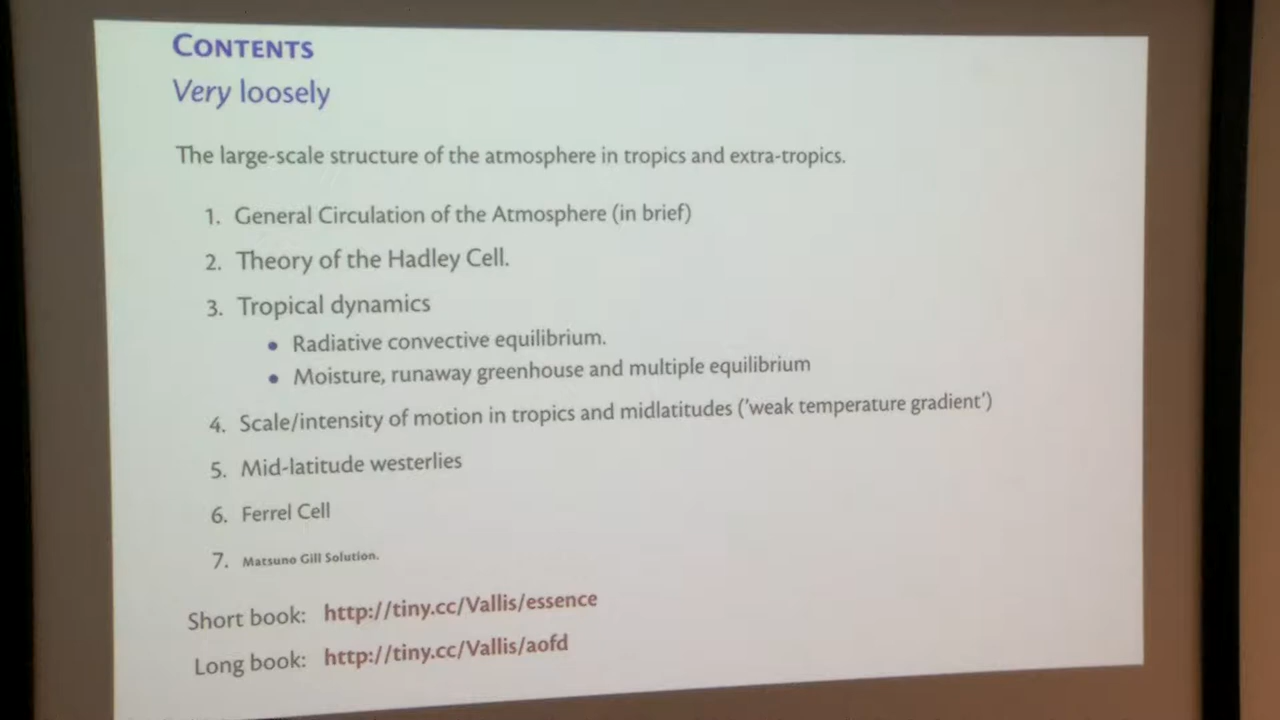 CONTENTS
Very loosely
The large-scale structure of the atmosphere in tropics and extra-tropics.
1. General Circulation of the Atmosphere (in brief)
2. Theory of the Hadley Cell.
3. Tropical dynamics
• Radiative convective equilibrium.
• Moisture, runaway greenhouse and multiple equilibrium
4. Scale/intensity of motion in tropics and midlatitudes ('weak temperature gradient')
5. Mid-latitude westerlies
6. Ferrel Cell
7. Matsuno Gill Solution.
Short book: http://tiny.cc/Vallis/essence
Long book: http://tiny.cc/Vallis/aofd